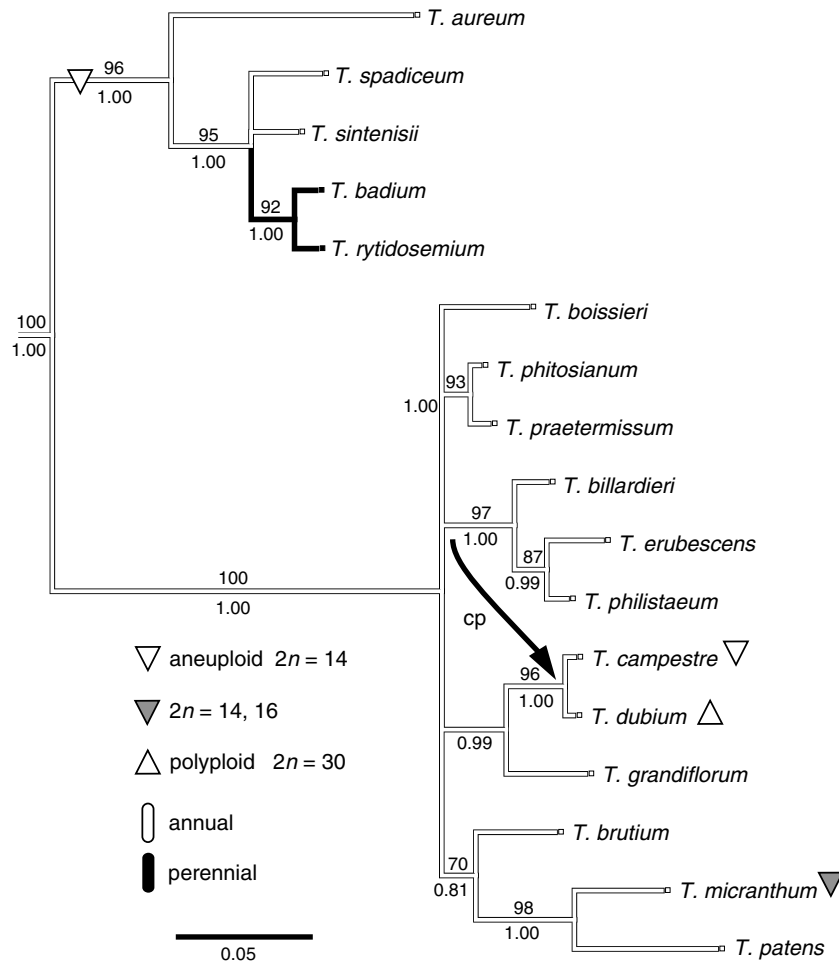 T. aureum
96
1.00
T. spadiceum
95
1.00
T. sintenisii
T. badium
92
1.00
T. rytidosemium
100
1.00
T. boissieri
T. phitosianum
93
1.00
T. praetermissum
T. billardieri
97
1.00
T. erubescens
87
0.99
T. philistaeum
100
1.00
cp
T. campestre
96
1.00
T. dubium
0.99
T. grandiflorum
T. brutium
70
0.81
T. micranthum
98
1.00
T. patens
aneuploid 2n = 14
2n = 14, 16
polyploid 2n = 30
annual
perennial
0.05